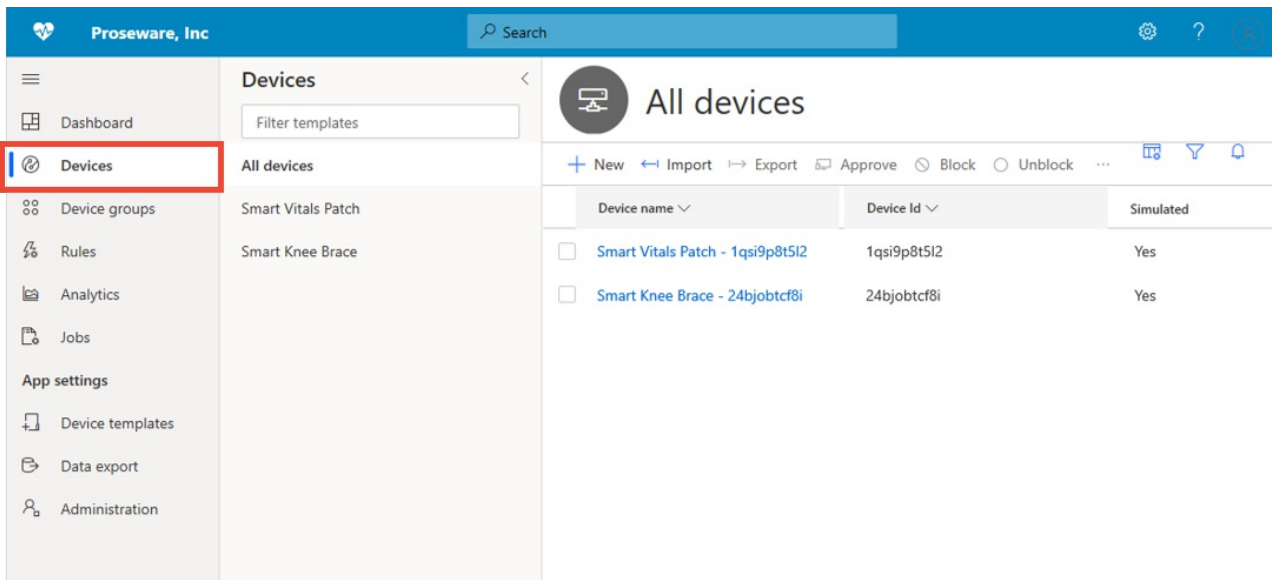 Proseware, Inc
Search
?
Dashboard
Devices
Device groups
Rules
Analytics
Jobs
App settings
Device templates
Data export
Administration
Devices
Filter templates
All devices
Smart Vitals Patch
Smart Knee Brace
All devices
New Import Export Approve Block Unblock ...
Device name Device Id Simulated
Smart Vitals Patch - 1qsi9p8t5l2 1qsi9p8t5l2 Yes
Smart Knee Brace - 24bjobtcf8i 24bjobtcf8i Yes